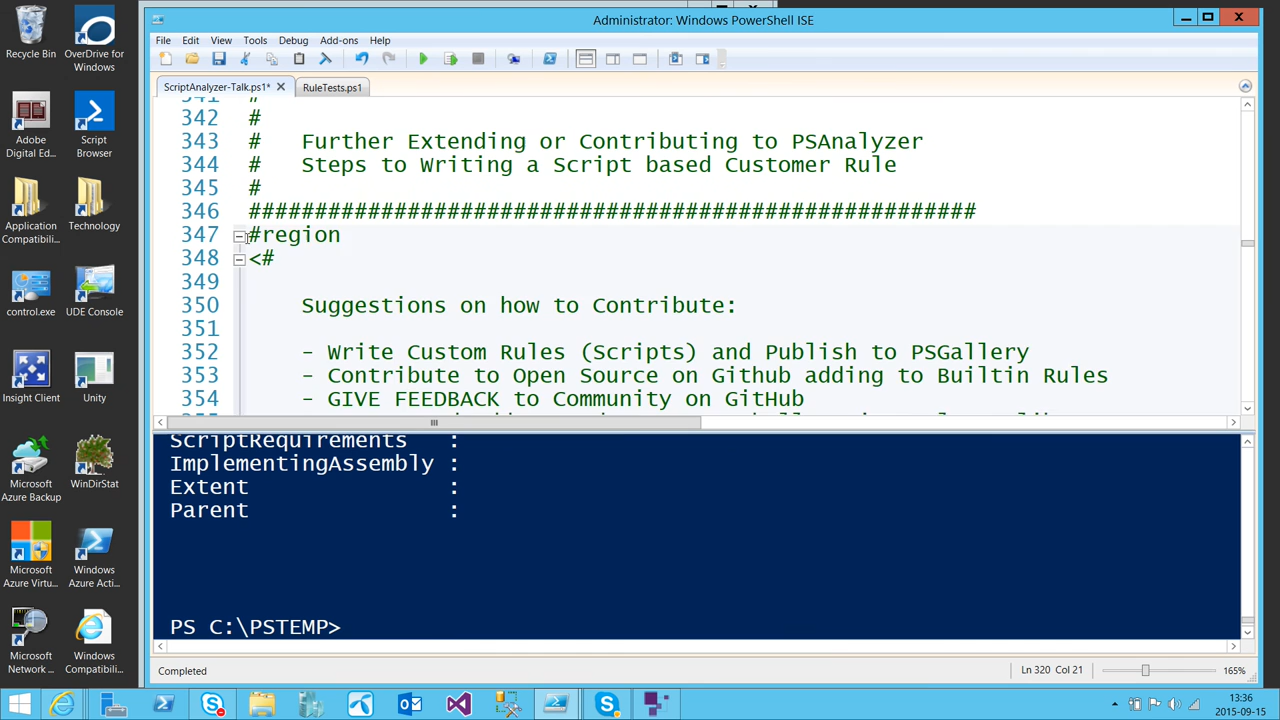 Recycle Bin
OverDrive for Windows
Adobe Digital Ed...
Script Browser
Application Compatibili...
Technology
control.exe
UDE Console
Insight Client
Unity
Microsoft Azure Backup
WinDirStat
Microsoft Azure Virtu...
Windows Azure Acti...
Microsoft Network ...
Windows Compatibili...
Administrator: Windows PowerShell ISE
File Edit View Tools Debug Add-ons Help
ScriptAnalyzer-Talk.ps1* RuleTests.ps1
341 #
342 #
343 # Further Extending or Contributing to PSAnalyzer
344 # Steps to Writing a Script based Customer Rule
345 #
346 #######################################################
347 #region
348 <#
349
350 Suggestions on how to Contribute:
351
352 - Write Custom Rules (Scripts) and Publish to PSGallery
353 - Contribute to Open Source on Github adding to Builtin Rules
354 - GIVE FEEDBACK to Community on GitHub
ScriptRequirements :
ImplementingAssembly :
Extent :
Parent :
PS C:\PSTEMP>
Completed Ln 320 Col 21 165%
13:36
2015-09-15